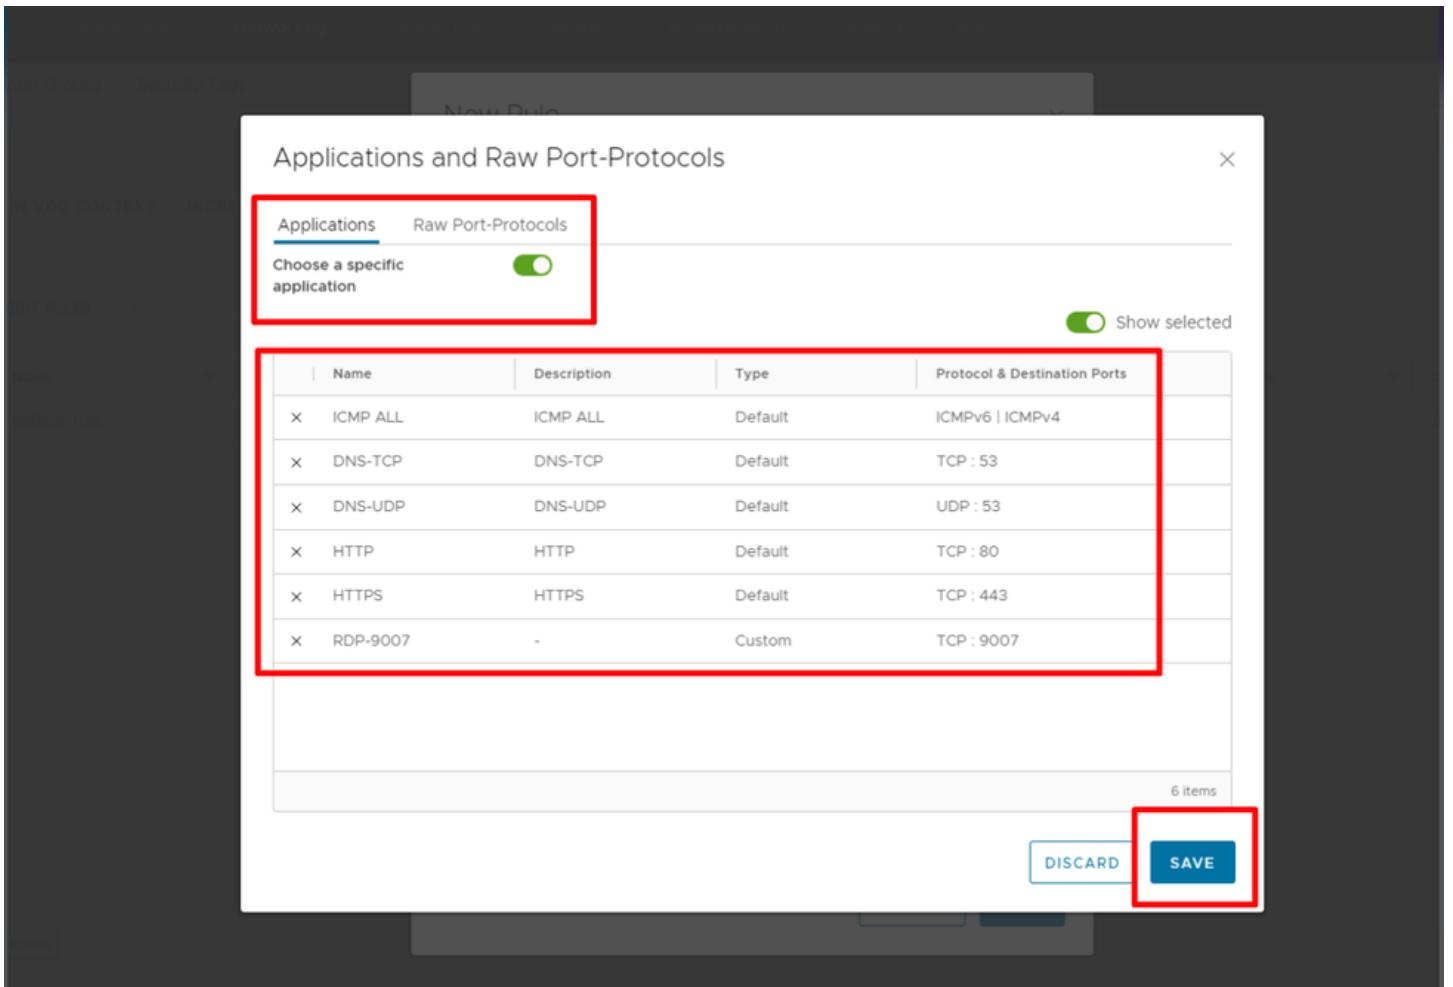 New Rule
Applications and Raw Port-Protocols
Applications Raw Port-Protocols
Choose a specific
application
Show selected
Name Description Type Protocol & Destination Ports
ICMP ALL ICMP ALL Default ICMPv6 | ICMPv4
DNS-TCP DNS-TCP Default TCP : 53
DNS-UDP DNS-UDP Default UDP : 53
HTTP HTTP Default TCP : 80
HTTPS HTTPS Default TCP : 443
RDP-9007 - Custom TCP : 9007
6 items
DISCARD SAVE